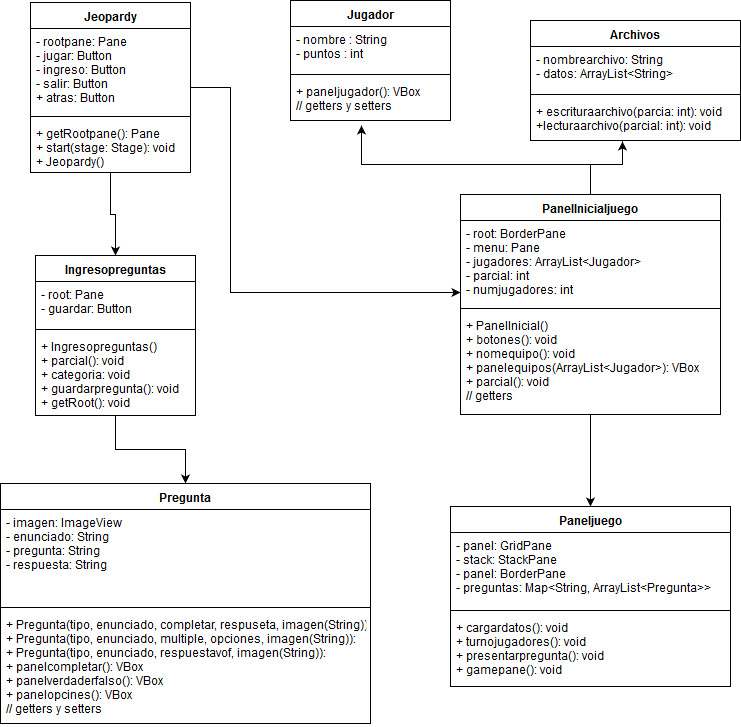 Jeopardy
- rootpane: Pane
- jugar: Button
- ingreso: Button
- salir: Button
+ atras: Button
+ getRootpane(): Pane
+ start(stage: Stage): void
+ Jeopardy()
Jugador
- nombre : String
- puntos : int
+ paneljugador(): VBox
// getters y setters
Archivos
- nombrearchivo: String
- datos: ArrayList<String>
+ escrituraarchivo(parcia: int): void
+lecturaarchivo(parcial: int): void
Ingresopreguntas
- root: Pane
- guardar: Button
+ Ingresopreguntas()
+ parcial(): void
+ categoria: void
+ guardarpregunta(): void
+ getRoot(): void
PanelInicialjuego
- root: BorderPane
- menu: Pane
- jugadores: ArrayList<Jugador>
- parcial: int
- numjugadores: int
+ PanelInicial()
+ botones(): void
+ nomequipo(): void
+ panelequipos(ArrayList<Jugador>): VBox
+ parcial(): void
// getters
Pregunta
- imagen: ImageView
- enunciado: String
- pregunta: String
- respuesta: String
+ Pregunta(tipo, enunciado, completar, respuseta, imagen(String))
+ Pregunta(tipo, enunciado, multiple, opciones, imagen(String)):
+ Pregunta(tipo, enunciado, respuestavof, imagen(String)):
+ panelcompletar(): VBox
+ panelverdaderfalso(): VBox
+ panelopcines(): VBox
// getters y setters
Paneljuego
- panel: GridPane
- stack: StackPane
- panel: BorderPane
- preguntas: Map<String, ArrayList<Pregunta>>
+ cargardatos(): void
+ turnojugadores(): void
+ presentarpregunta(): void
+ gamepane(): void